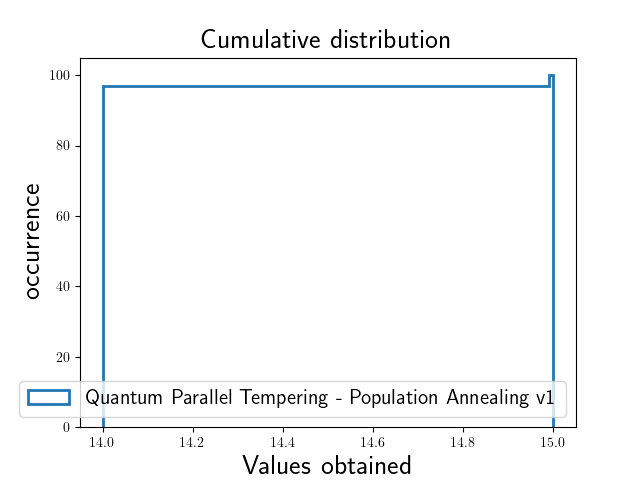 Cumulative distribution
occurrence
100
80
60
40
20
0
Quantum Parallel Tempering - Population Annealing v1
14.0 14.2 14.4 14.6 14.8 15.0
Values obtained